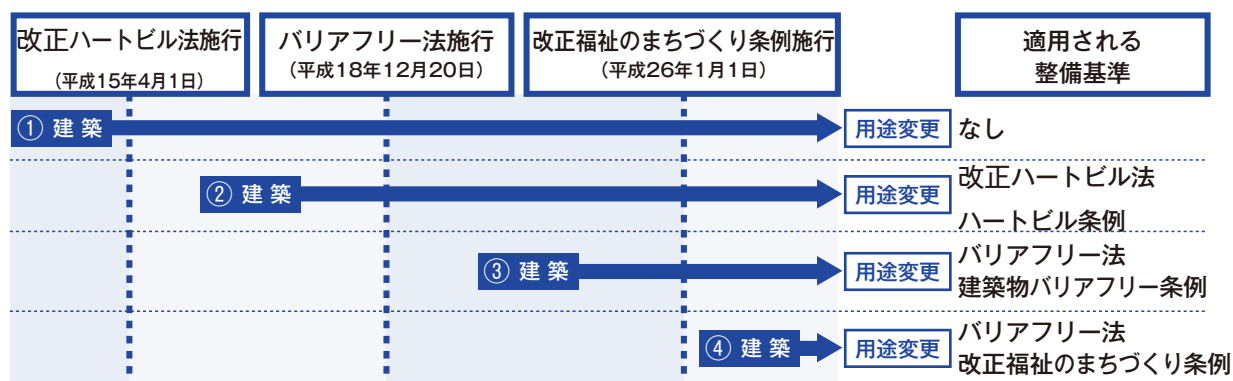 改正ハートビル法施行
(平成15年4月1日)
バリアフリー法施行
(平成18年12月20日)
改正福祉のまちづくり条例施行
(平成26年1月1日)
適用される
整備基準
① 建 築
用途変更
なし
② 建 築
用途変更
改正ハートビル法
ハートビル条例
③ 建 築
用途変更
バリアフリー法
建築物バリアフリー条例
④ 建 築
用途変更
バリアフリー法
改正福祉のまちづくり条例